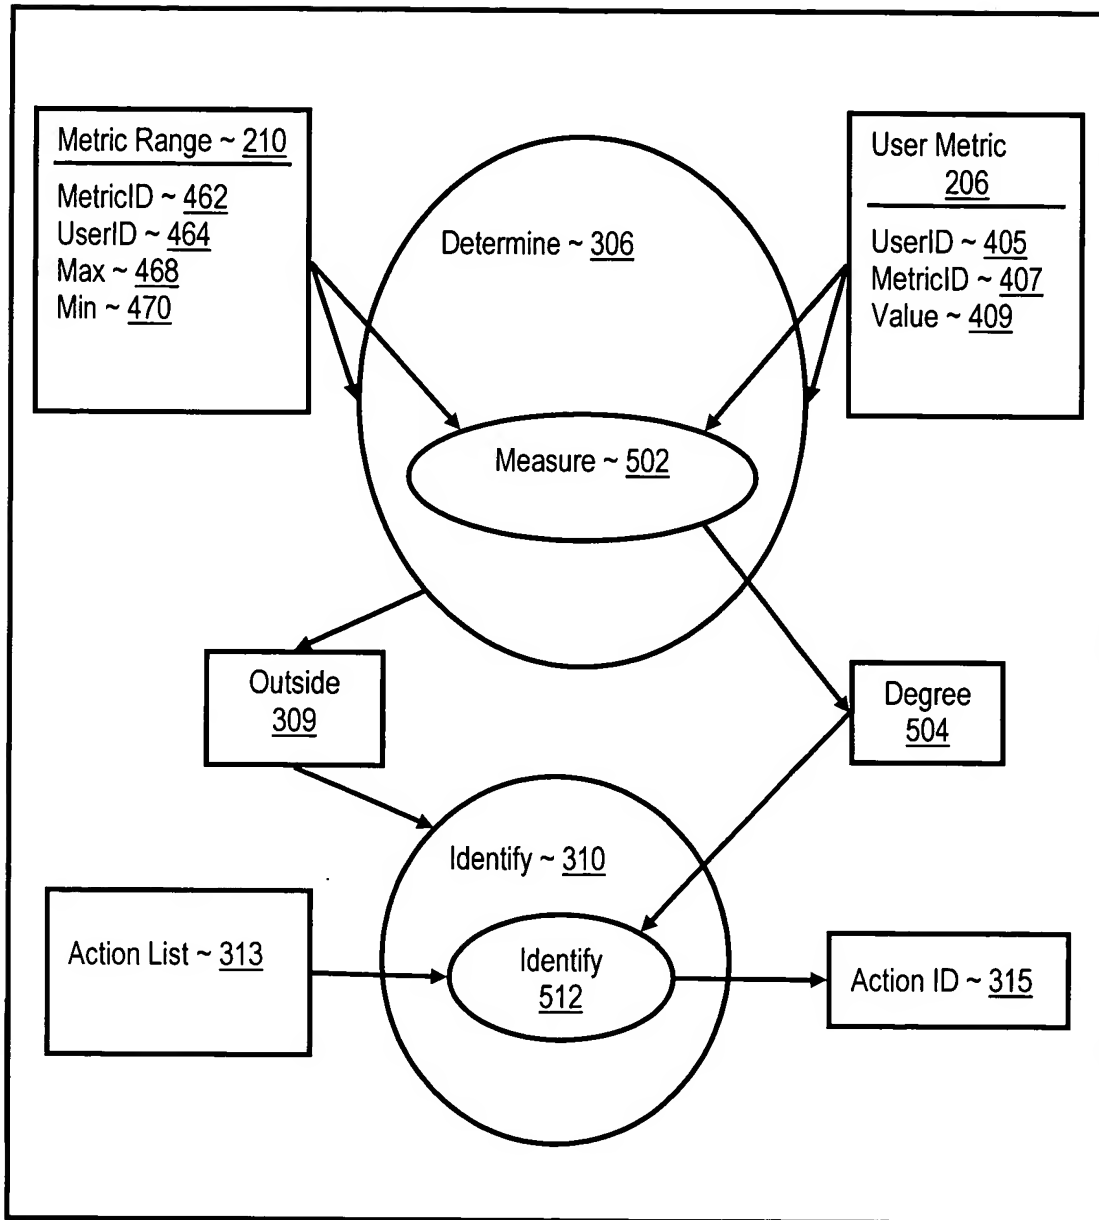 Metric Range ~ 210
MetricID ~ 462
UserID ~ 464
Max ~ 468
Min ~ 470
User Metric
206
UserID ~ 405
MetricID ~ 407
Value ~ 409
Determine ~ 306
Measure ~ 502
Outside
309
Degree
504
Identify ~ 310
Action List ~ 313
Identify
512
Action ID ~ 315